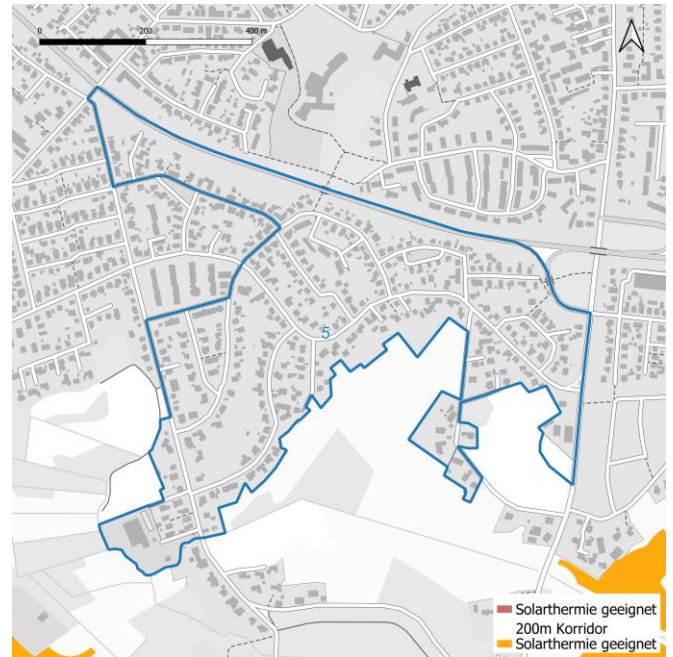 0 200 400 m
5
Solarthermie geeignet
200m Korridor
Solarthermie geeignet